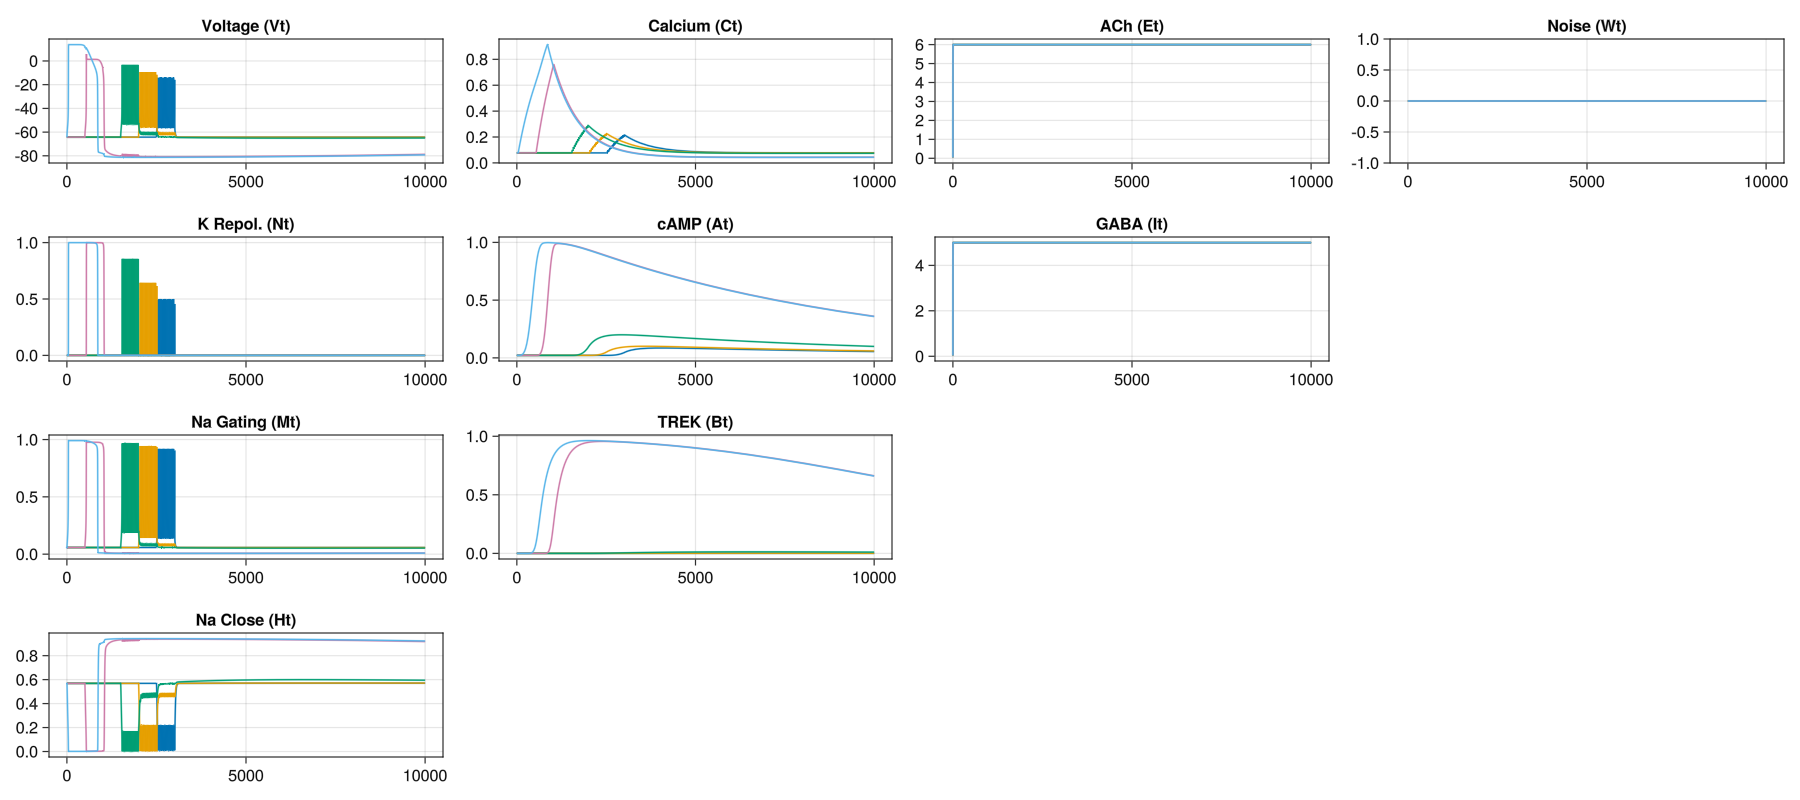 Voltage (Vt)
0
-20
-40
-60
-80
0 5000 10000
Calcium (Ct)
0.8
0.6
0.4
0.2
0.0
0 5000 10000
ACh (Et)
6
5
4
3
2
1
0
0 5000 10000
Noise (Wt)
1.0
0.5
0.0
-0.5
-1.0
0 5000 10000
K Repol. (Nt)
1.0
0.5
0.0
0 5000 10000
cAMP (At)
1.0
0.5
0.0
0 5000 10000
GABA (It)
4
2
0
0 5000 10000
Na Gating (Mt)
1.0
0.5
0.0
0 5000 10000
TREK (Bt)
1.0
0.5
0.0
0 5000 10000
Na Close (Ht)
0.8
0.6
0.4
0.2
0.0
0 5000 10000